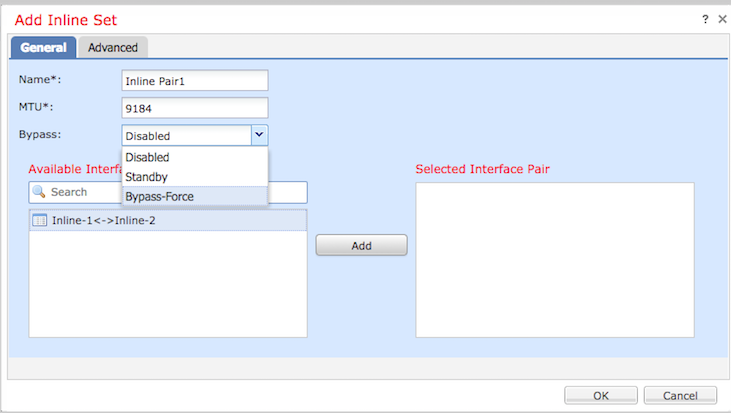 Add Inline Set
?
General Advanced
Name*: Inline Pair1
MTU*: 9184
Bypass: Disabled
Disabled
Standby
Bypass-Force
Available Interfa
Selected Interface Pair
Search
Inline-1<->Inline-2
Add
OK Cancel